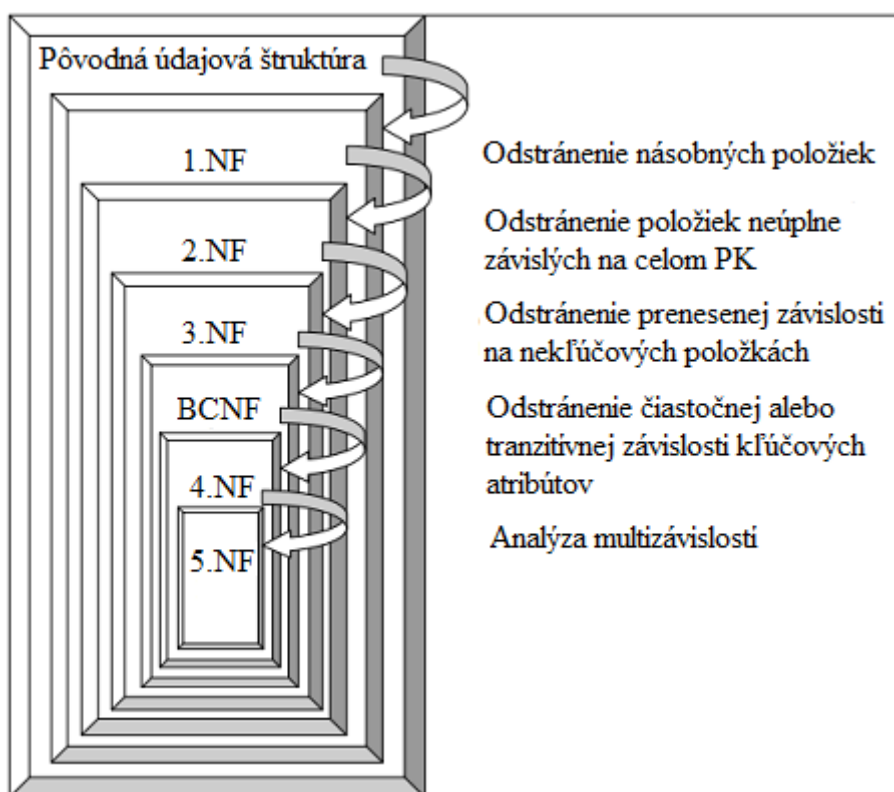 Pôvodná údajová štruktúra
1.NF
2.NF
3.NF
BCNF
4.NF
5.NF
Odstránenie násobných položiek
Odstránenie položiek neúplne
závislých na celom PK
Odstránenie prenesenej závislosti
na nekľúčových položkách
Odstránenie čiastočnej alebo
tranzitívnej závislosti kľúčových
atribútov
Analýza multizávislostí